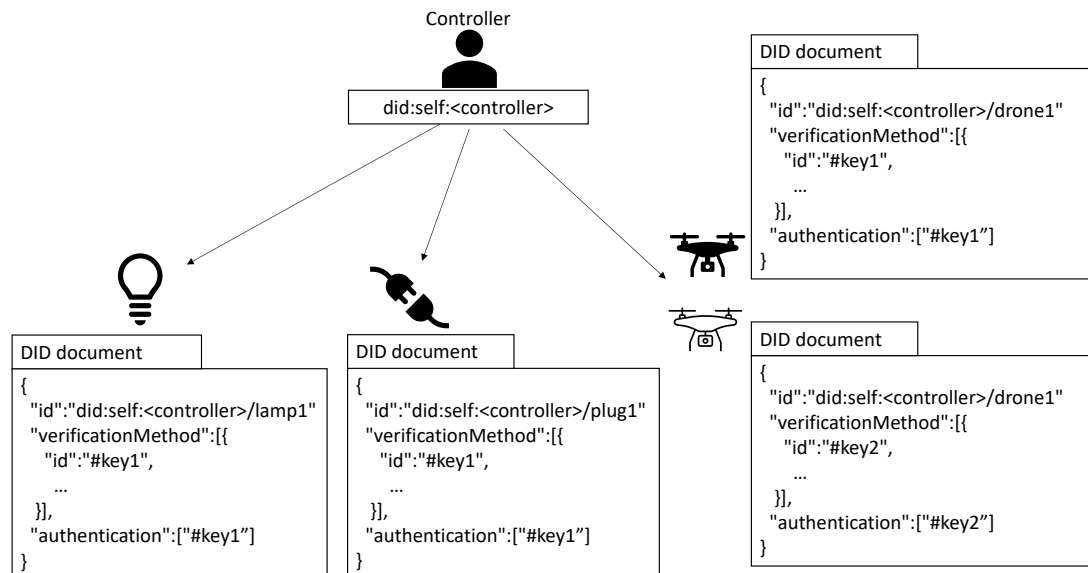 Controller
did:self:<controller>
DID document
{
"id":"did:self:<controller>/drone1"
"verificationMethod":[{
"id":"#key1",
...
}],
"authentication":["#key1”]
}
DID document
{
"id":"did:self:<controller>/lamp1"
"verificationMethod":[{
"id":"#key1",
...
}],
"authentication":["#key1”]
}
DID document
{
"id":"did:self:<controller>/plug1"
"verificationMethod":[{
"id":"#key1",
...
}],
"authentication":["#key1”]
}
DID document
{
"id":"did:self:<controller>/drone1"
"verificationMethod":[{
"id":"#key2",
...
}],
"authentication":["#key2”]
}